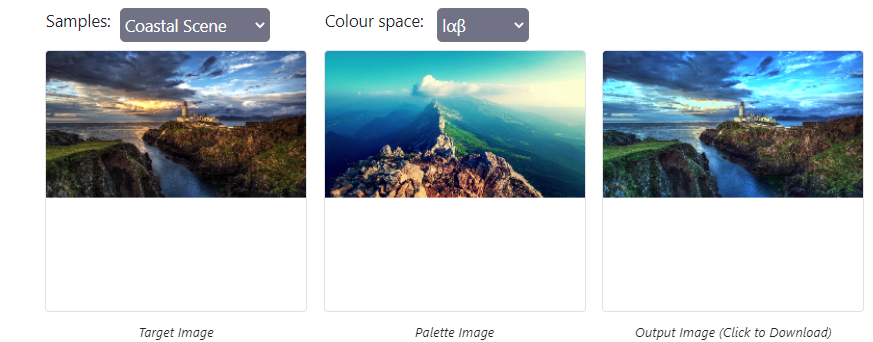 Samples: Coastal Scene Colour space: lαβ
Target Image Palette Image Output Image (Click to Download)